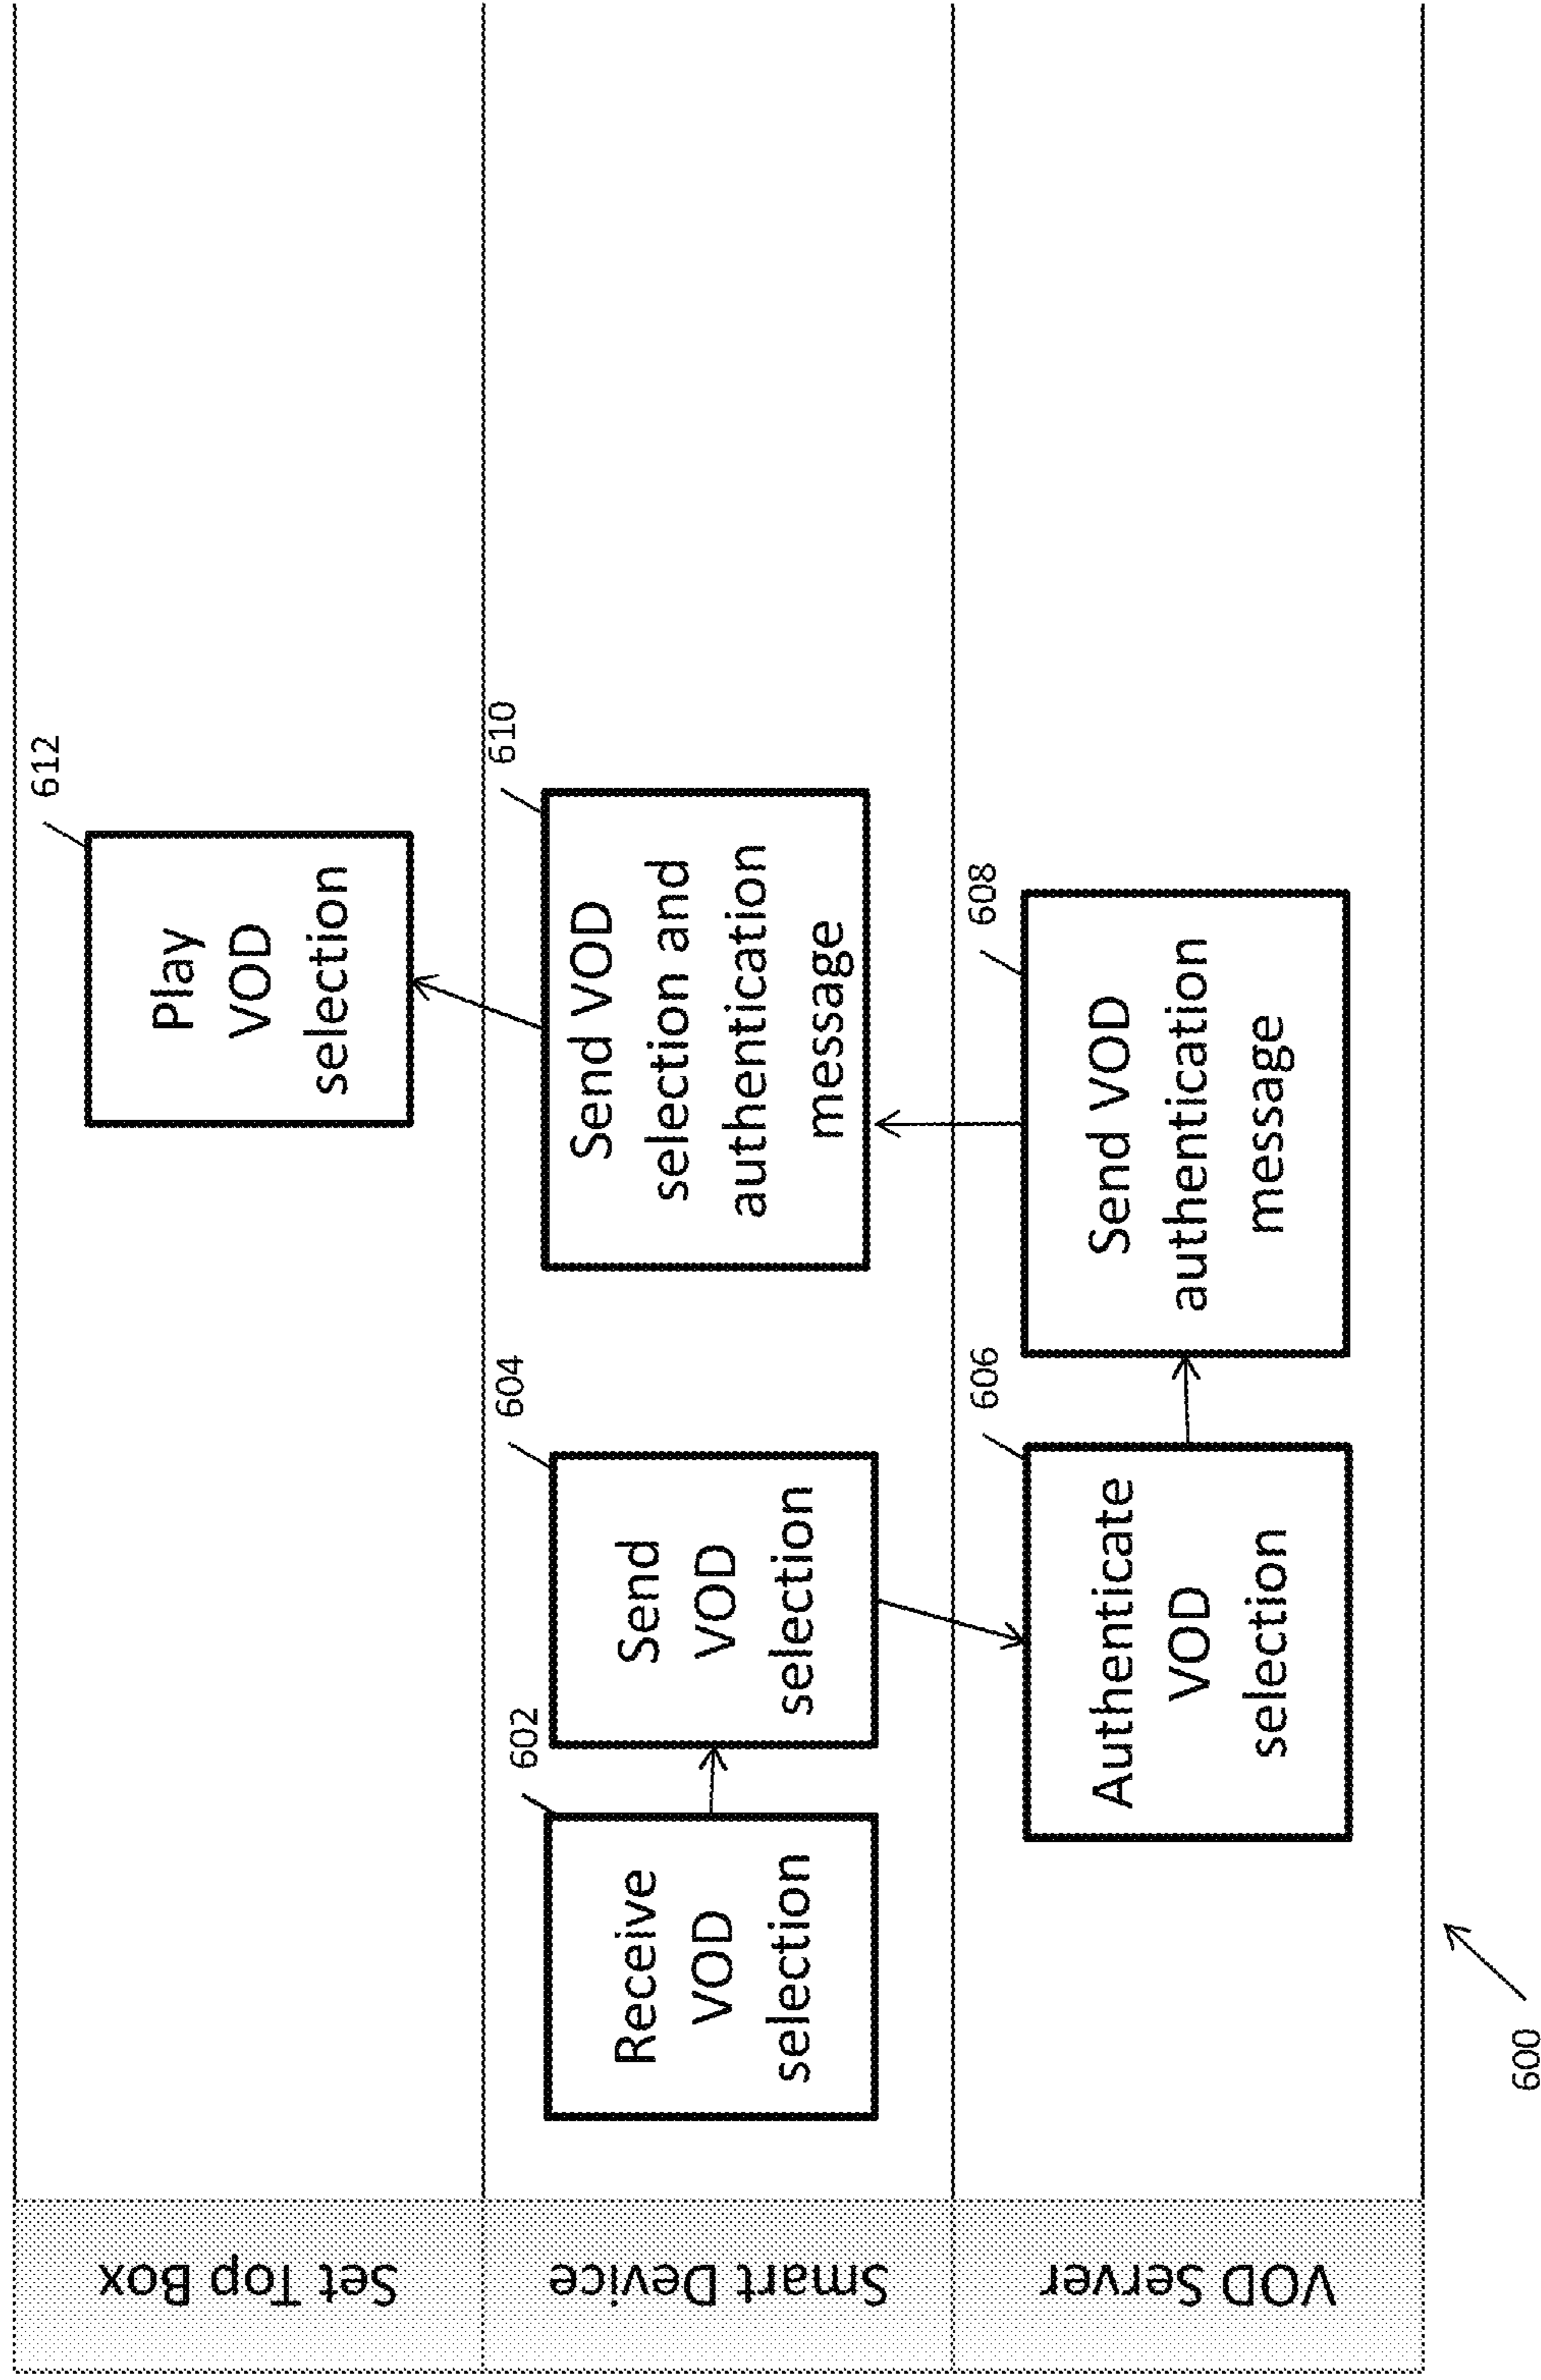 Set Top Box
612
Play
VOD
selection
Smart Device
602
Receive
VOD
selection
604
Send
VOD
selection
610
Send VOD
selection and
authentication
message
VOD Server
606
Authenticate
VOD
selection
608
Send VOD
authentication
message
600